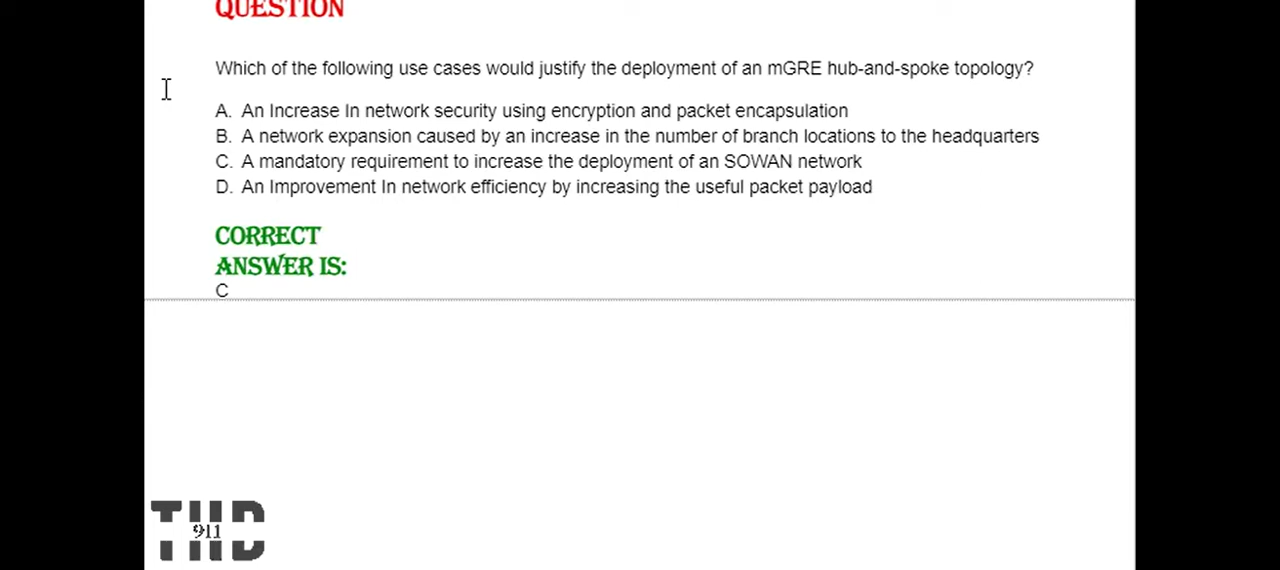 QUESTION
Which of the following use cases would justify the deployment of an mGRE hub-and-spoke topology?
A. An Increase In network security using encryption and packet encapsulation
B. A network expansion caused by an increase in the number of branch locations to the headquarters
C. A mandatory requirement to increase the deployment of an SOWAN network
D. An Improvement In network efficiency by increasing the useful packet payload
CORRECT
ANSWER IS:
C
THD
911